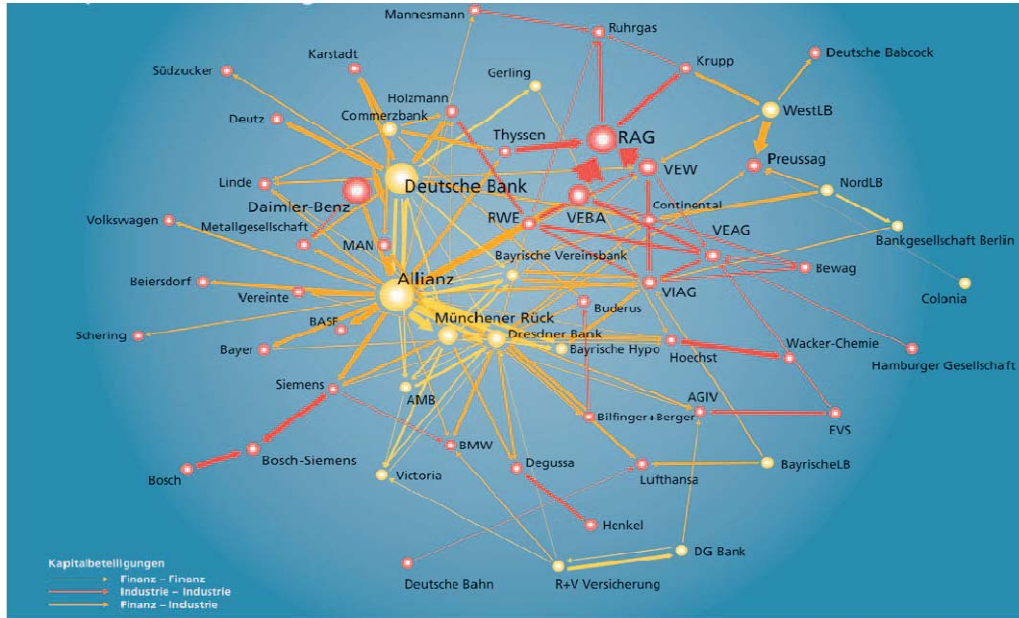 Mannesmann
Ruhrgas
Karstadt
Krupp
Deutsche Babcock
Südzucker
Gerling
Holzmann
Commerzbank
WestLB
Deutz
Thyssen
RAG
Preussag
VEW
Linde
Deutsche Bank
NordLB
Daimler-Benz
VEBA
Continental
Volkswagen
Metallgesellschaft
RWE
VEAG
MAN
Bayrische Vereinsbank
Bankgesellschaft Berlin
Allianz
Bewag
Beiersdorf
Vereinte
VIAG
Colonia
Buderus
Münchener Rück
Schering
BASF
Dresdner Bank
Bayer
Bayrische Hypo
Hoechst
Wacker-Chemie
Hamburger Gesellschaft
Siemens
AMB
AGIV
Bilfinger+Berger
EVS
BMW
Bosch-Siemens
Degussa
Bosch
Victoria
Lufthansa
BayrischeLB
Henkel
DG Bank
Deutsche Bahn
R+V Versicherung
Kapitalbeteiligungen
Finanz – Finanz
Industrie – Industrie
Finanz – Industrie